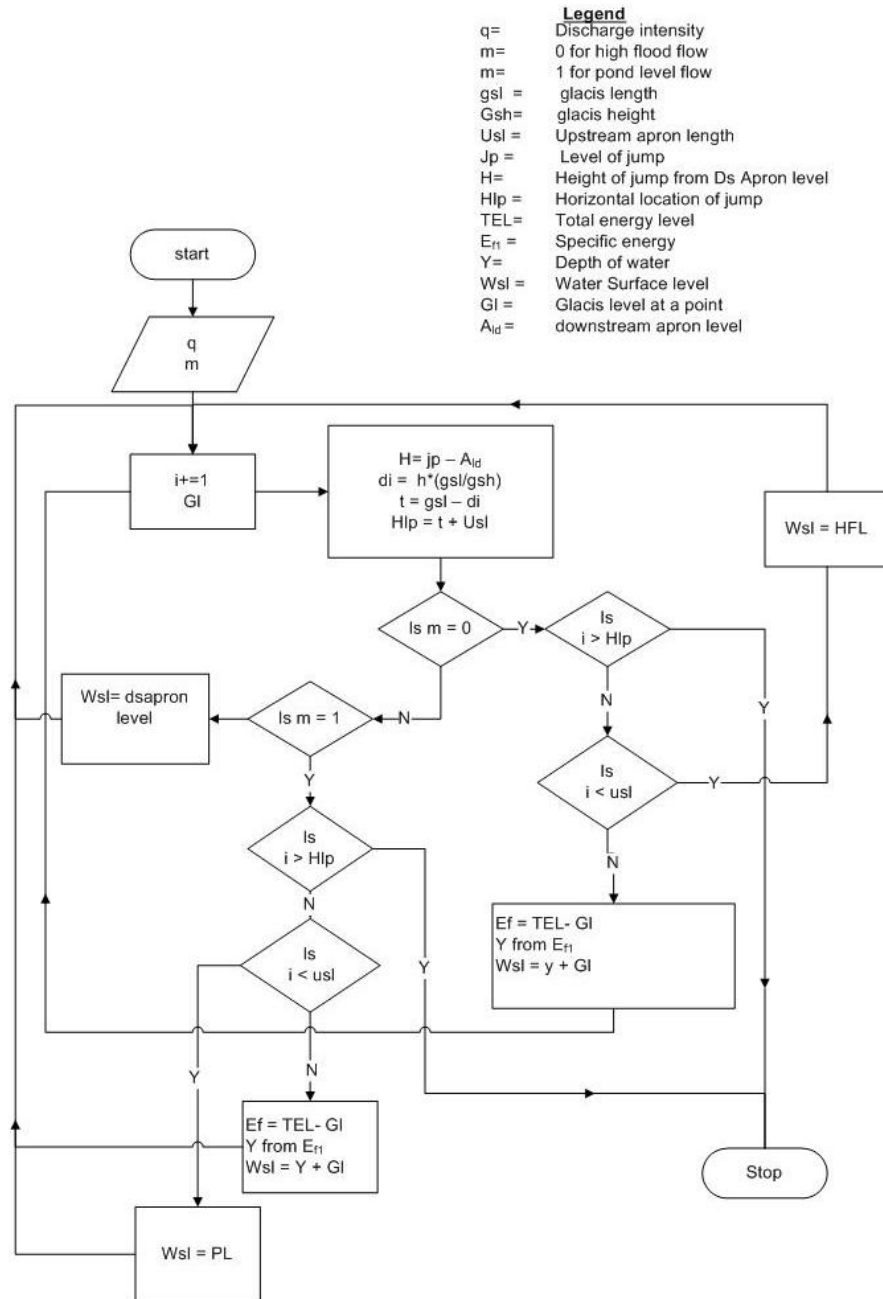 Legend
q= Discharge intensity
m= 0 for high flood flow
m= 1 for pond level flow
gsl = glacis length
Gsh= glacis height
Usl = Upstream apron length
Jp = Level of jump
H= Height of jump from Ds Apron level
Hlp = Horizontal location of jump
TEL= Total energy level
Ef1 = Specific energy
Y= Depth of water
Wsl = Water Surface level
Gl = Glacis level at a point
Ald = downstream apron level
start
q
m
i+=1
Gl
H= jp – Ald
di = h*(gsl/gsh)
t = gsl – di
Hlp = t + Usl
Wsl = HFL
Is m = 0
Y
Is
i > Hlp
Wsl= dsapron
level
Is m = 1
N
N
Y
Y
Is
i < usl
Y
Is
i > Hlp
N
N
Ef = TEL- Gl
Y from Ef1
Wsl = y + Gl
Is
i < usl
Y
Y
N
Ef = TEL- Gl
Y from Ef1
Wsl = Y + Gl
Stop
Wsl = PL